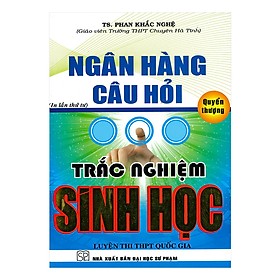 TS. PHAN KHẮC NGHỆ
(Giáo viên Trường THPT Chuyên Hà Tĩnh)
NGÂN HÀNG
CÂU HỎI
(In lần thứ tư)
Quyển thượng
TRẮC NGHIỆM
SINH HỌC
LUYỆN THI THPT QUỐC GIA
NHÀ XUẤT BẢN ĐẠI HỌC SƯ PHẠM